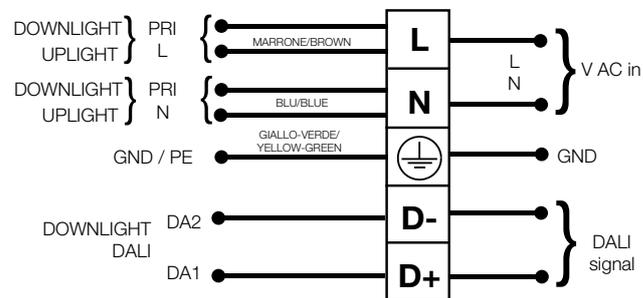 DOWNLIGHT
UPLIGHT
PRI
L
MARRONE/BROWN
L
L
N
V AC in
DOWNLIGHT
UPLIGHT
PRI
N
BLU/BLUE
N
GIALLO-VERDE/
YELLOW-GREEN
GND / PE
GND
DOWNLIGHT
DALI
DA2
D-
DALI
signal
DA1
D+